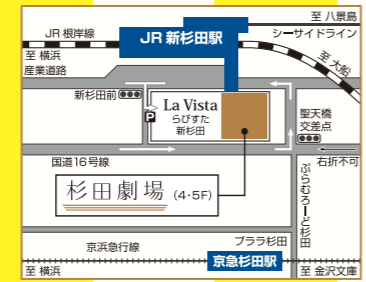 至 八景島
JR 根岸線
JR 新杉田駅
シーサイドライン
至 横浜
至 大船
産業道路
新杉田前
La Vista
らびすた
新杉田
P
聖天橋
交差点
国道16号線
右折不可
杉田劇場 (4・5F)
ぷらむろーど杉田
京浜急行線
プララ杉田
京急杉田駅
至 横浜
至 金沢文庫